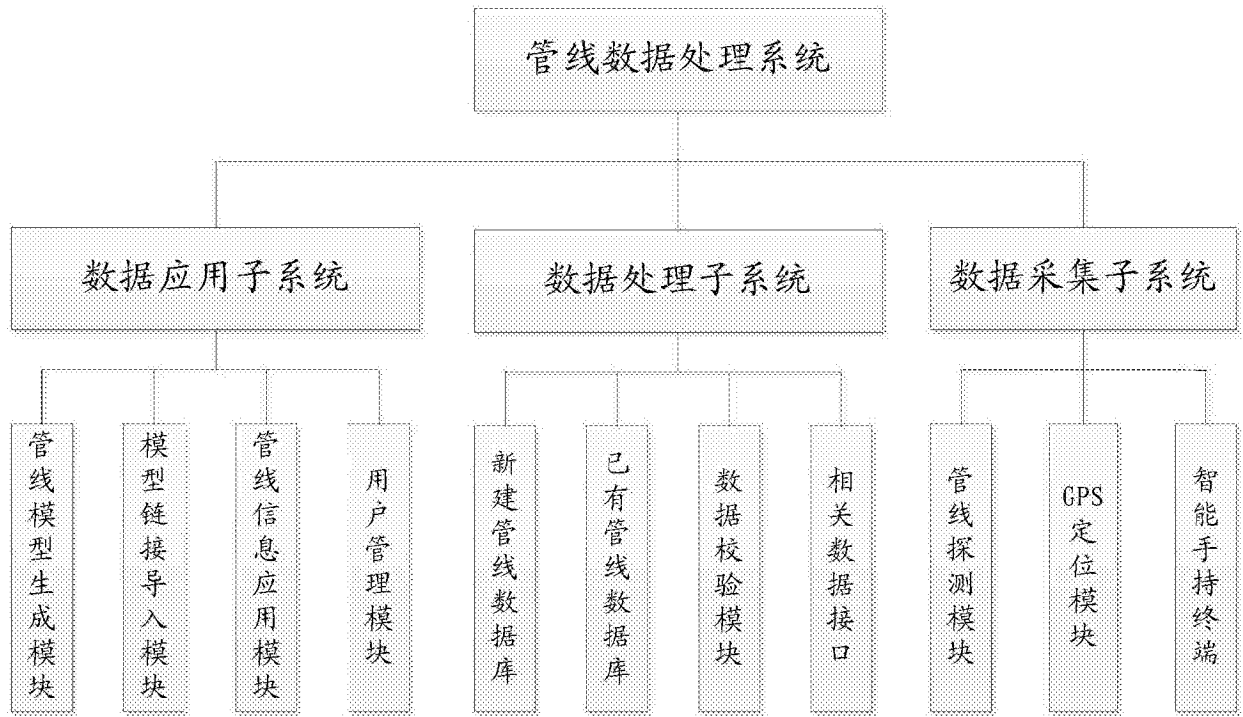 管线数据处理系统
数据应用子系统
数据处理子系统
数据采集子系统
管线模型生成模块
模型链接导入模块
管线信息应用模块
用户管理模块
新建管线数据库
已有管线数据库
数据校验模块
相关数据接口
管线探测模块
GPS定位模块
智能手持终端